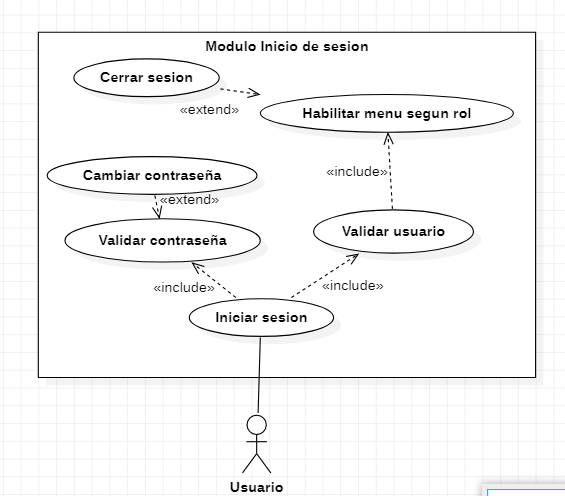 Modulo Inicio de sesion
Cerrar sesion
«extend»
Habilitar menu segun rol
«include»
Cambiar contraseña
«extend»
Validar contraseña
Validar usuario
«include»
«include»
Iniciar sesion
Usuario